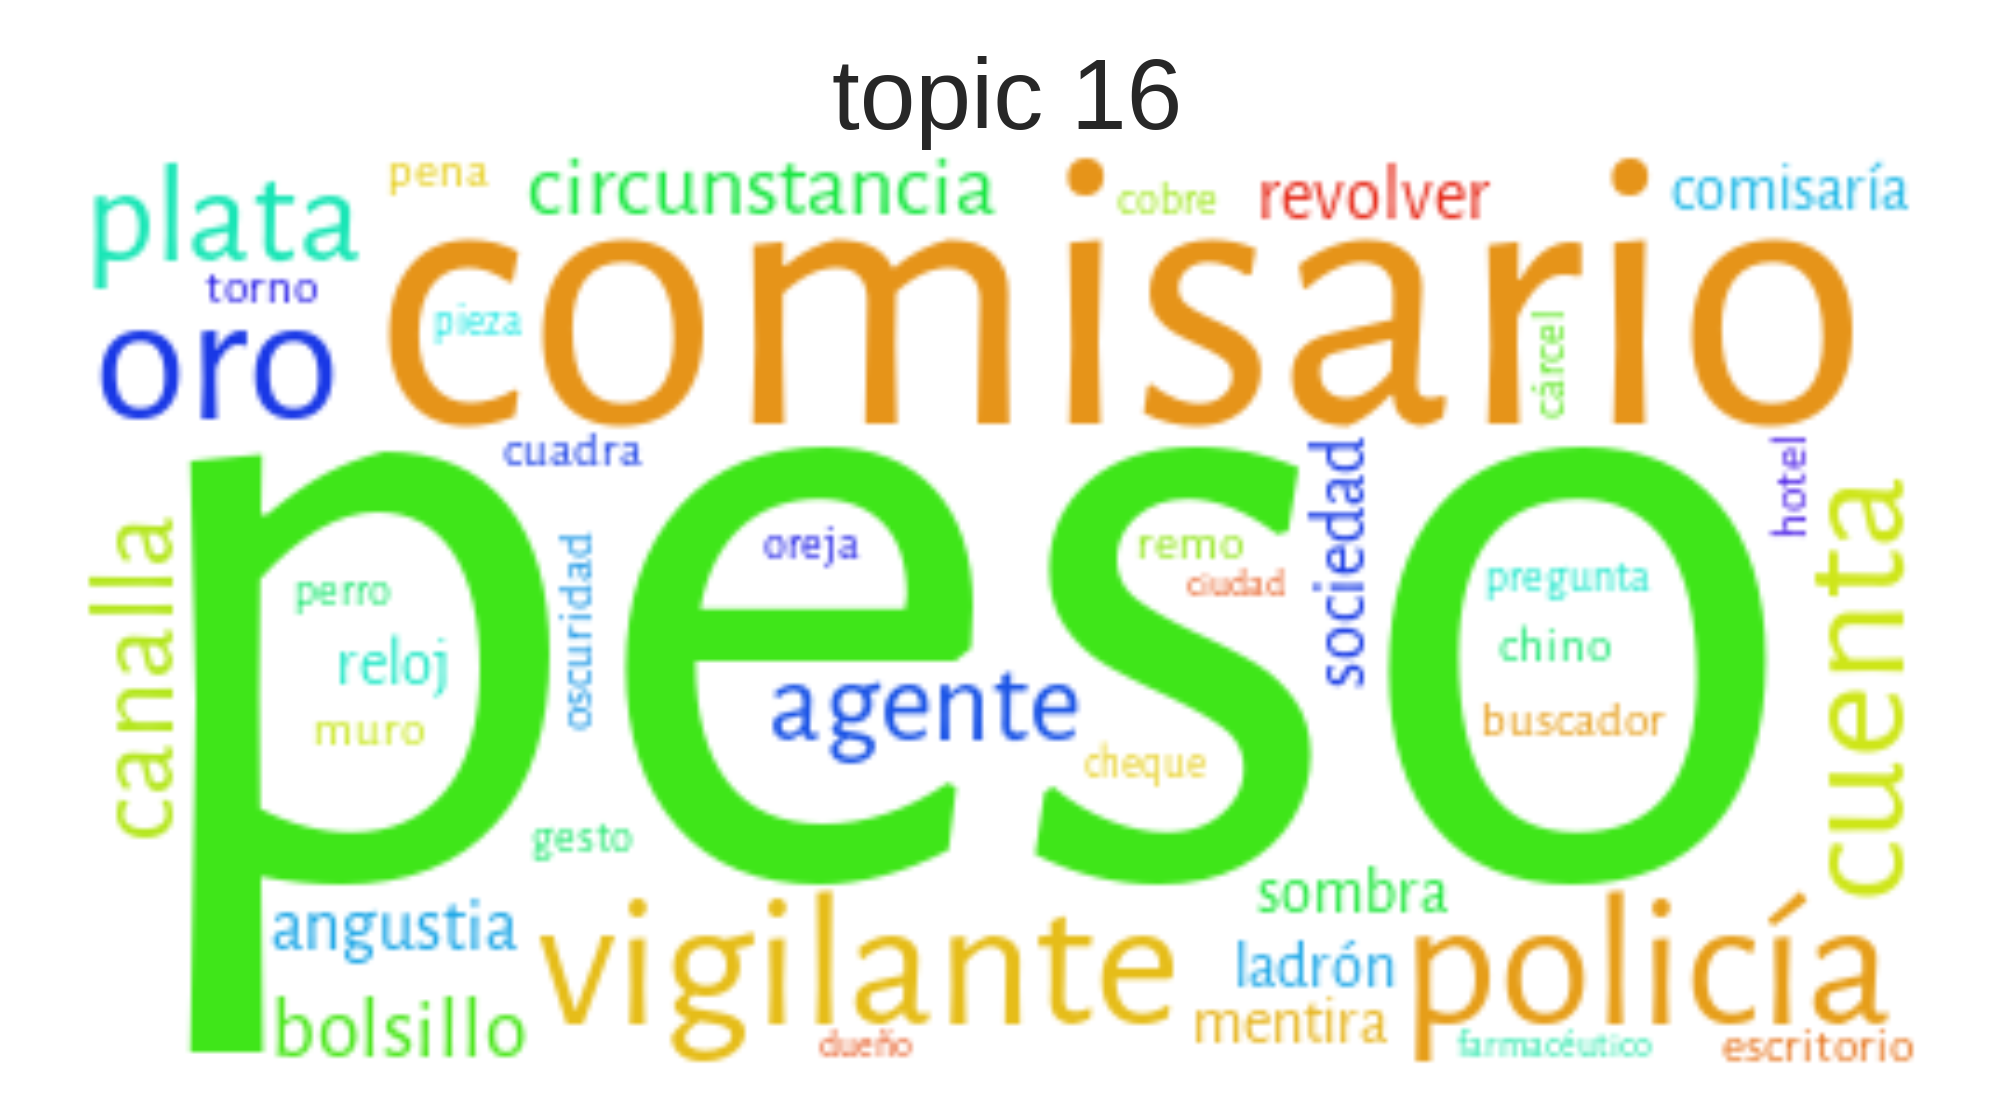 topic 16
plata
pena
circunstancia
cobre
revolver
comisaría
torno
oro
comisario
pieza
cárcel
cuadra
peso
sociedad
hotel
canalla
perro
reloj
muro
oscuridad
oreja
remo
ciudad
pregunta
chino
buscador
cuenta
agente
cheque
gesto
sombra
angustia
vigilante
ladrón
policía
bolsillo
dueño
mentira
farmacéutico
escritorio